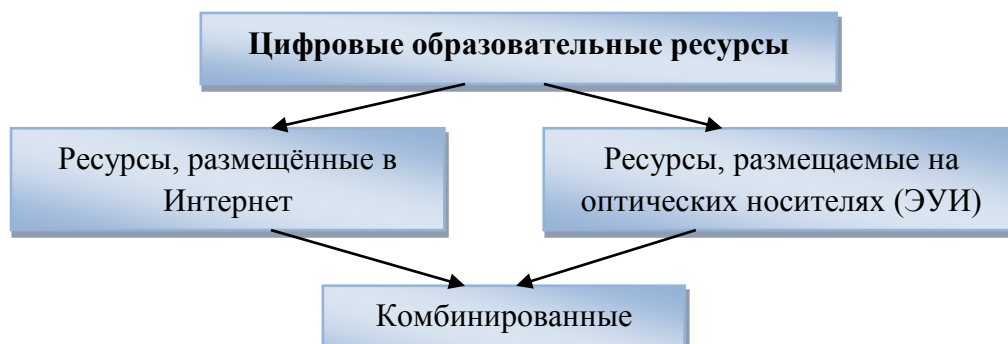 Цифровые образовательные ресурсы
Ресурсы, размещённые в
Интернет
Ресурсы, размещаемые на
оптических носителях (ЭУИ)
Комбинированные